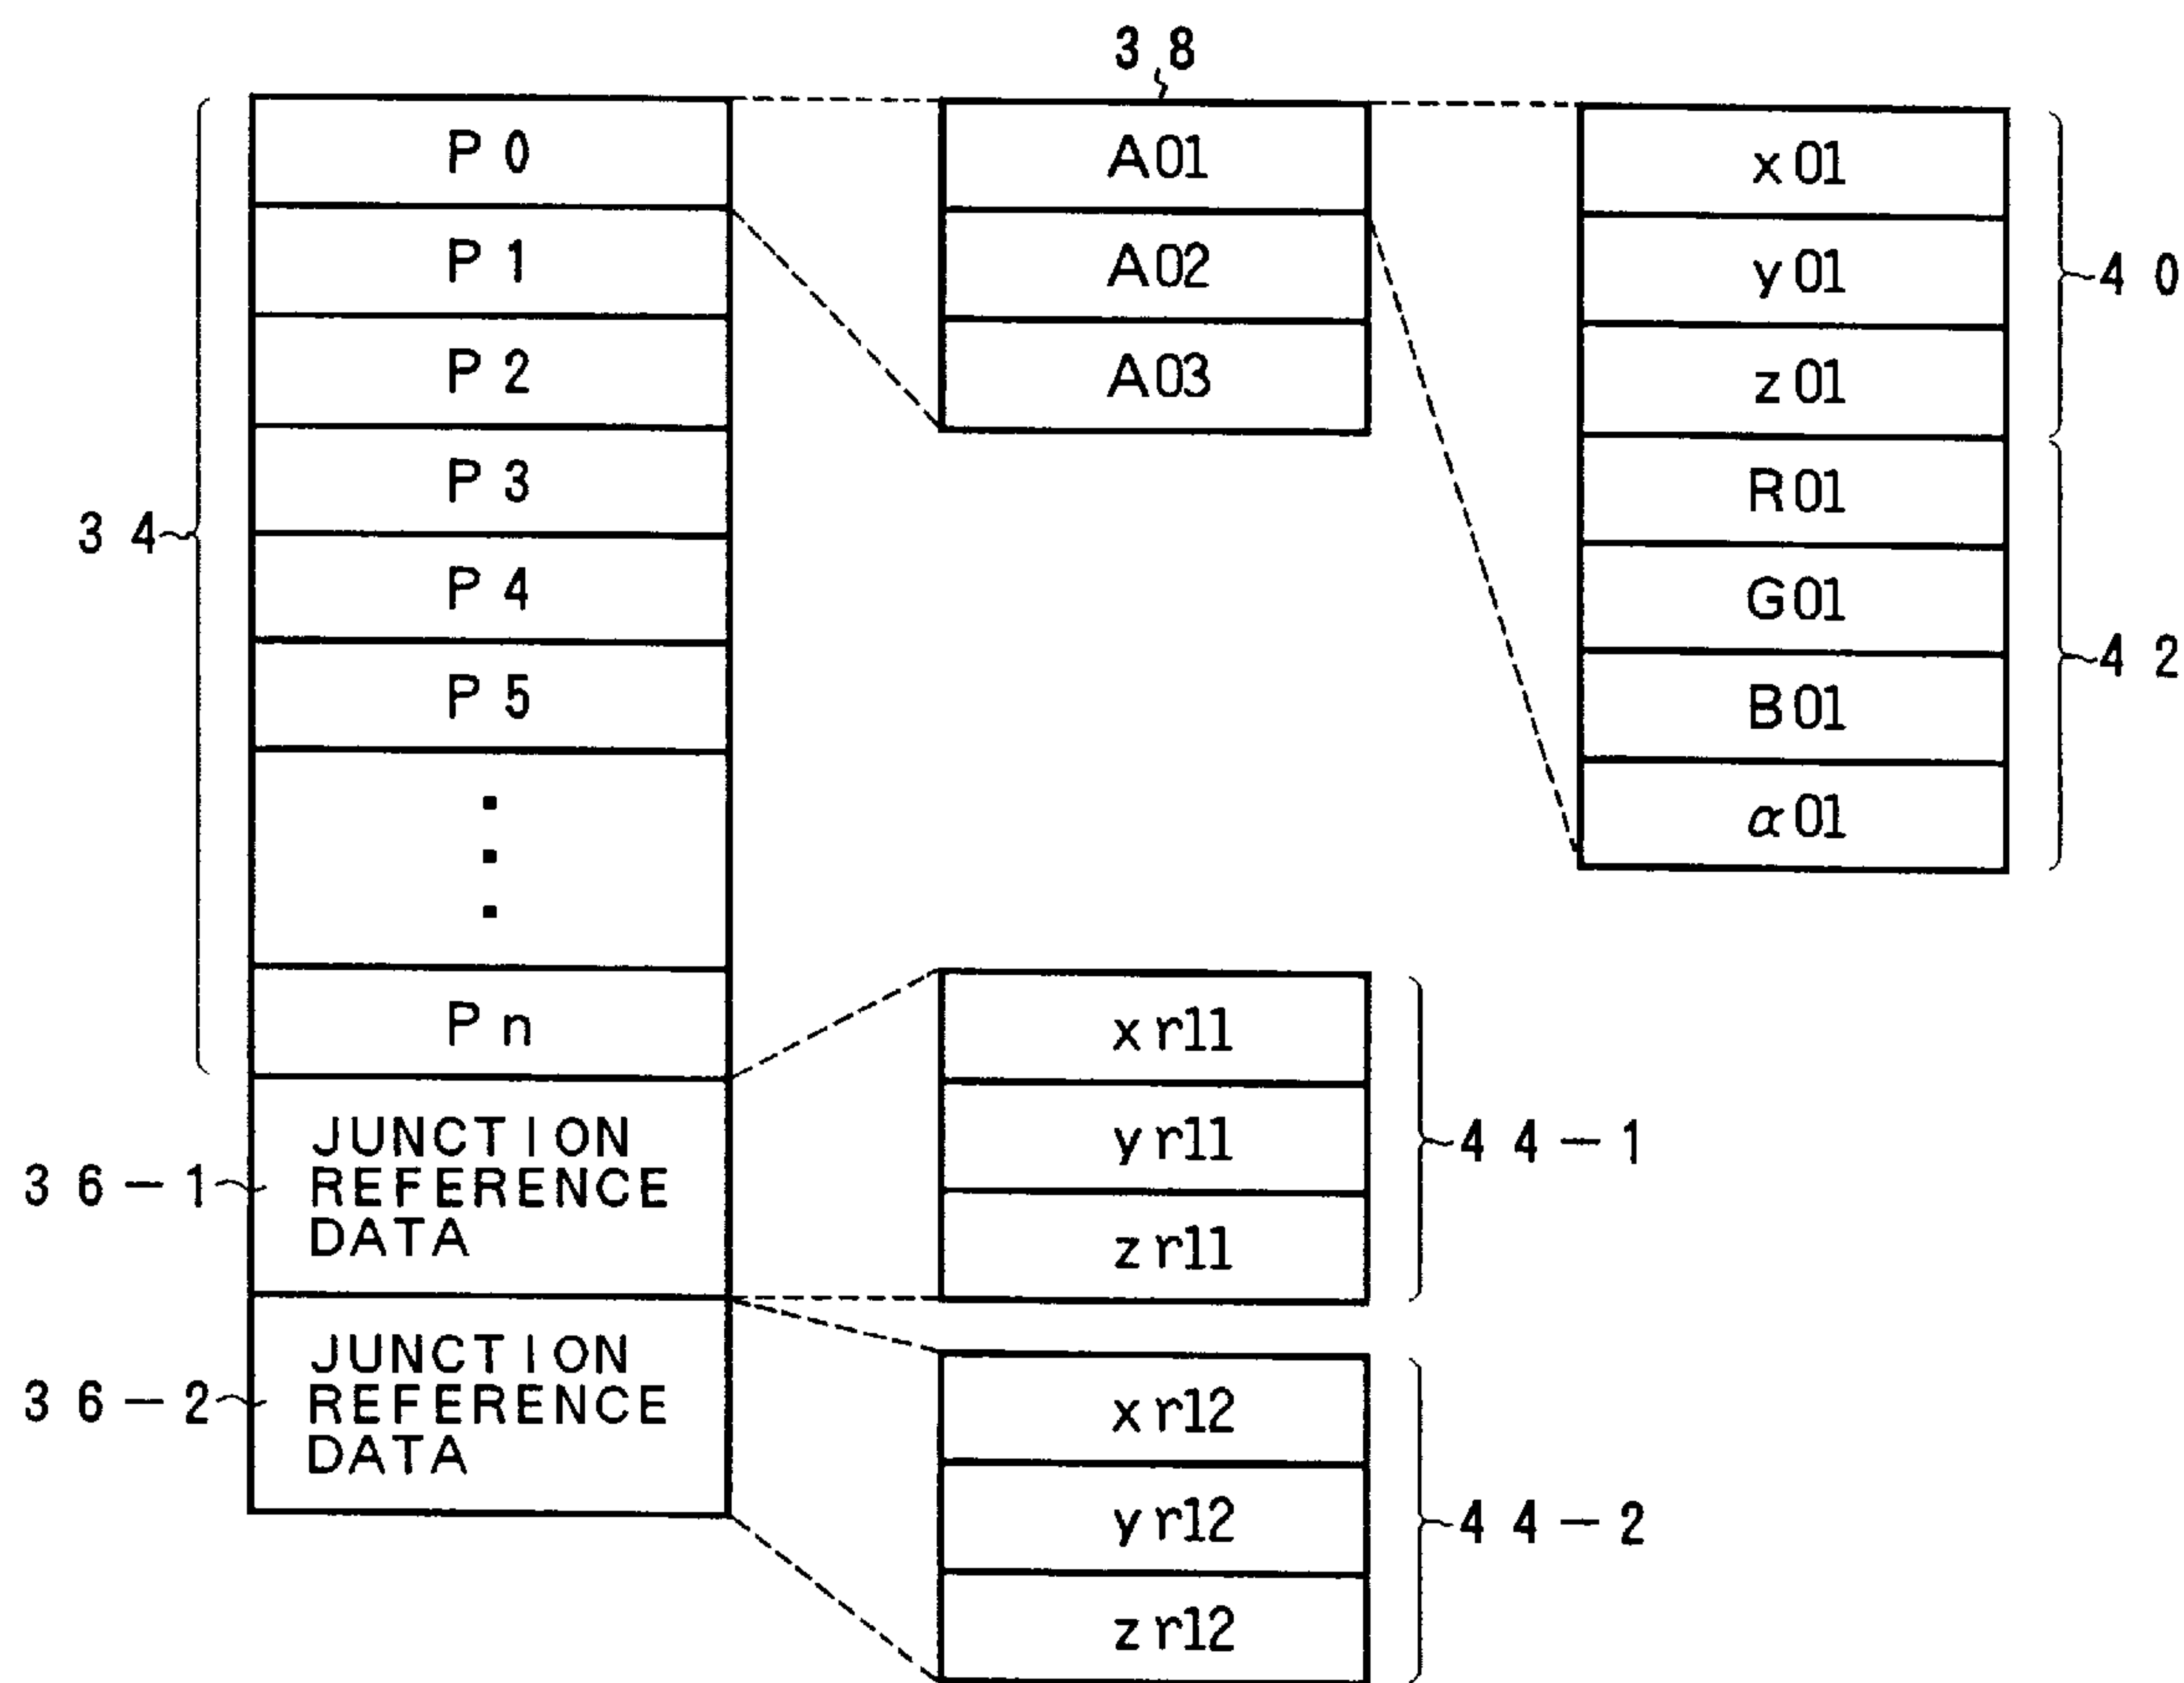 38
P0
P1
P2
P3
P4
P5
Pn
34
JUNCTION
REFERENCE
DATA
36-1
JUNCTION
REFERENCE
DATA
36-2
A01
A02
A03
x01
y01
z01
R01
G01
B01
α01
40
42
xr11
yr11
zr11
44-1
xr12
yr12
zr12
44-2